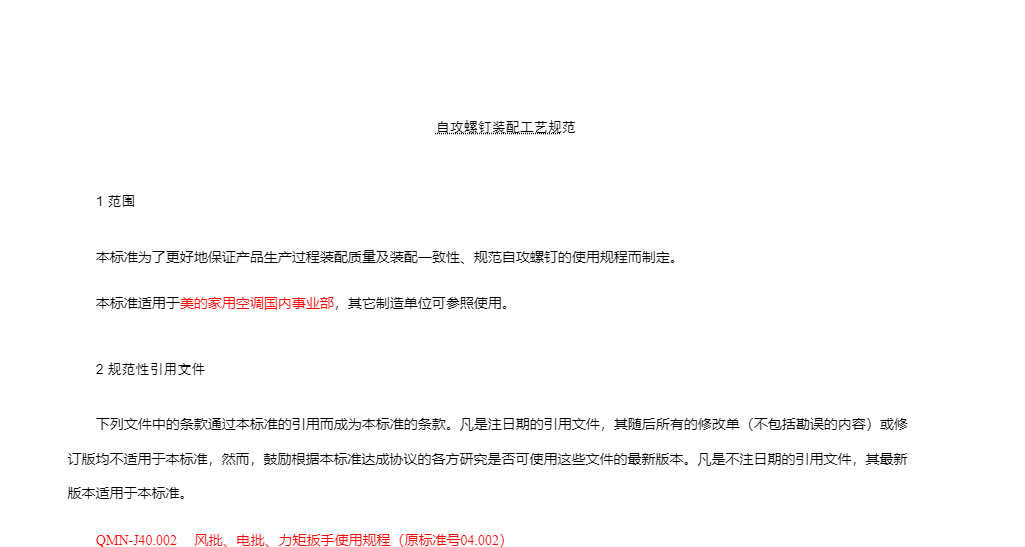 自攻螺钉装配工艺规范
1 范围
本标准为了更好地保证产品生产过程装配质量及装配一致性、规范自攻螺钉的使用规程而制定。
本标准适用于美的家用空调国内事业部，其它制造单位可参照使用。
2 规范性引用文件
下列文件中的条款通过本标准的引用而成为本标准的条款。凡是注日期的引用文件，其随后所有的修改单（不包括勘误的内容）或修
订版均不适用于本标准，然而，鼓励根据本标准达成协议的各方研究是否可使用这些文件的最新版本。凡是不注日期的引用文件，其最新
版本适用于本标准。
QMN-J40.002 风批、电批、力矩扳手使用规程（原标准号04.002）